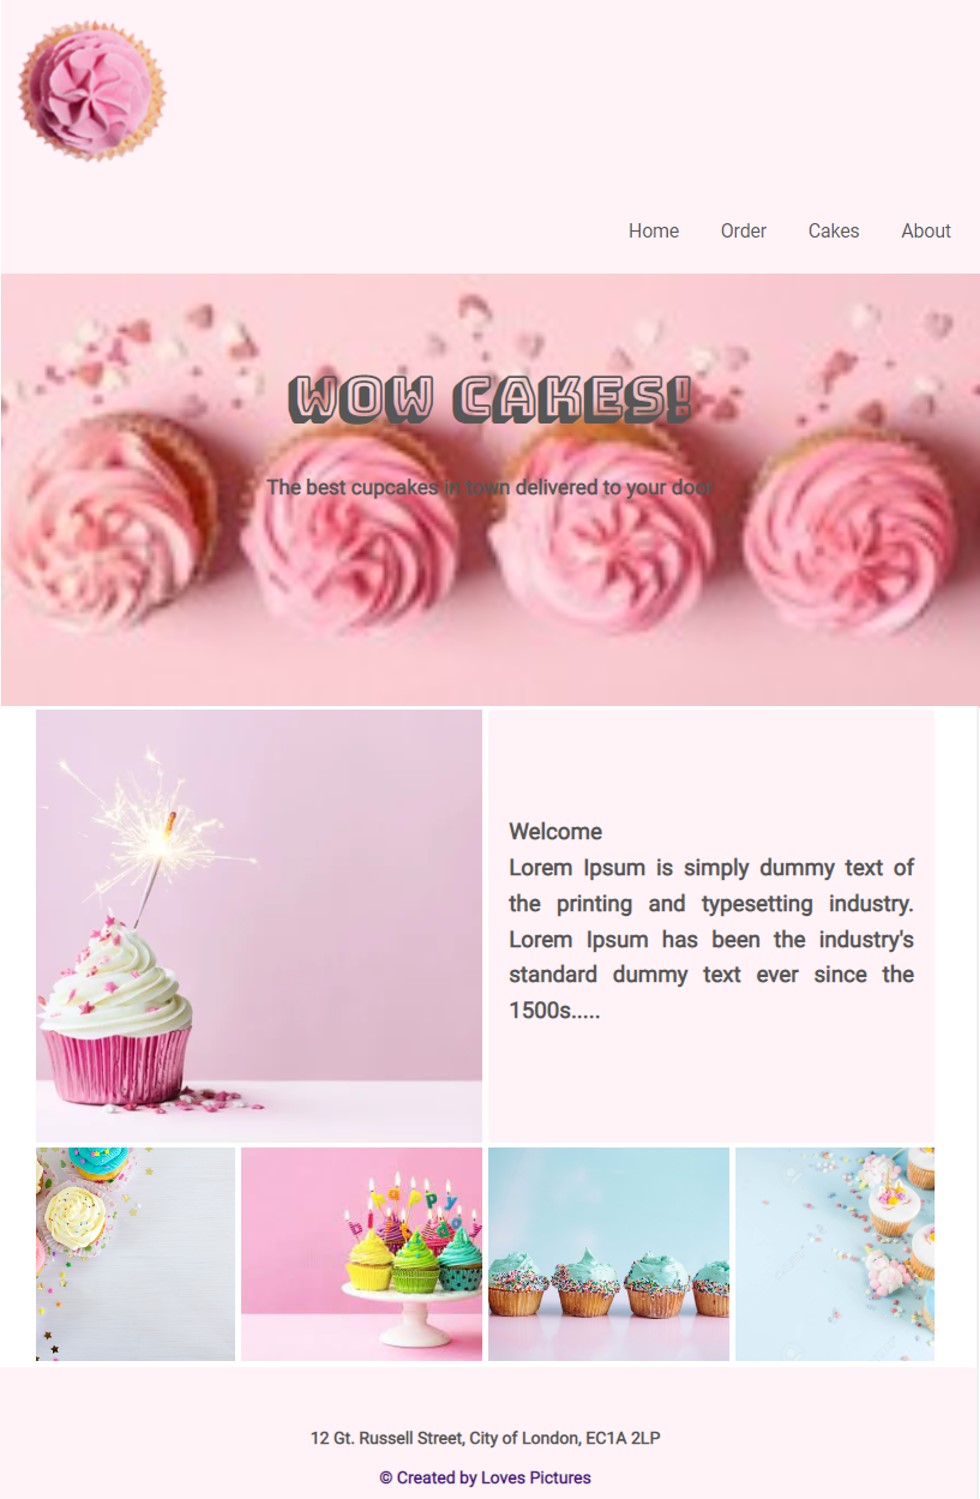 Home Order Cakes About
WOW CAKES!
The best cupcakes in town delivered to your door
Welcome
Lorem Ipsum is simply dummy text of
the printing and typesetting industry.
Lorem Ipsum has been the industry's
standard dummy text ever since the
1500s.....
Happy
12 Gt. Russell Street, City of London, EC1A 2LP
© Created by Loves Pictures